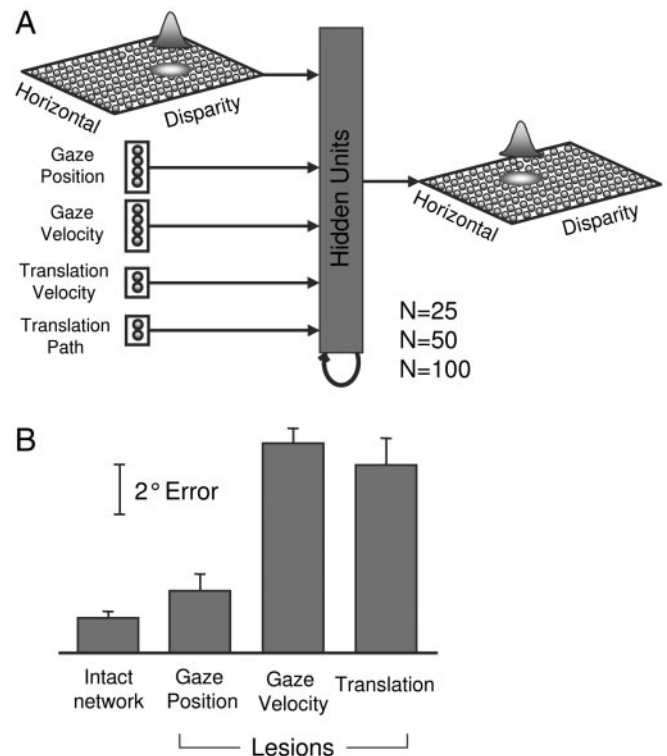 A
Horizontal
Disparity
Gaze
Position
Gaze
Velocity
Translation
Velocity
Translation
Path
Hidden Units
Horizontal
Disparity
N=25
N=50
N=100
B
2° Error
Intact
network
Gaze
Position
Gaze
Velocity
Translation
Lesions